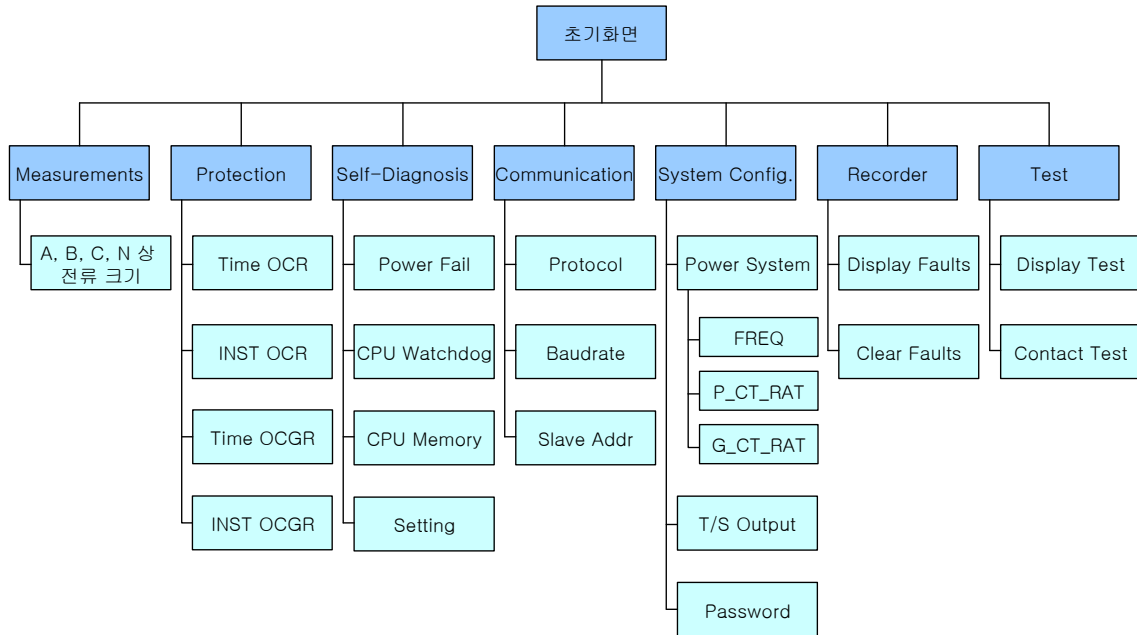 초기화면
Measurements
Protection
Self-Diagnosis
Communication
System Config.
Recorder
Test
A, B, C, N 상
전류 크기
Time OCR
INST OCR
Time OCGR
INST OCGR
Power Fail
CPU Watchdog
CPU Memory
Setting
Protocol
Baudrate
Slave Addr
Power System
FREQ
P_CT_RAT
G_CT_RAT
T/S Output
Password
Display Faults
Clear Faults
Display Test
Contact Test